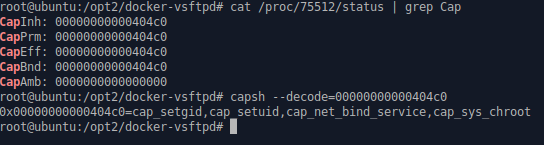 root@ubuntu:/opt2/docker-vsftpd# cat /proc/75512/status | grep Cap
CapInh: 00000000000404c0
CapPrm: 00000000000404c0
CapEff: 00000000000404c0
CapBnd: 00000000000404c0
CapAmb: 0000000000000000
root@ubuntu:/opt2/docker-vsftpd# capsh --decode=00000000000404c0
0x00000000000404c0=cap_setgid,cap_setuid,cap_net_bind_service,cap_sys_chroot
root@ubuntu:/opt2/docker-vsftpd#